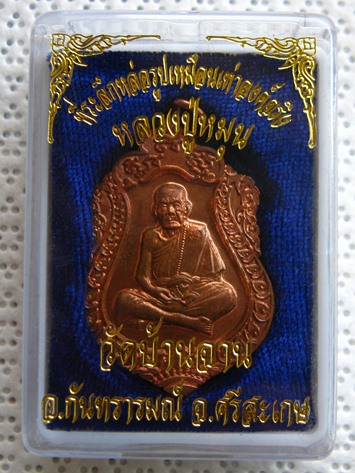 ที่ระลึกหล่อรูปเหมือนเท่าองค์จริง
หลวงปู่หมุน
วัดบ้านจาน
อ.กันทรารมณ์ จ.ศรีสะเกษ